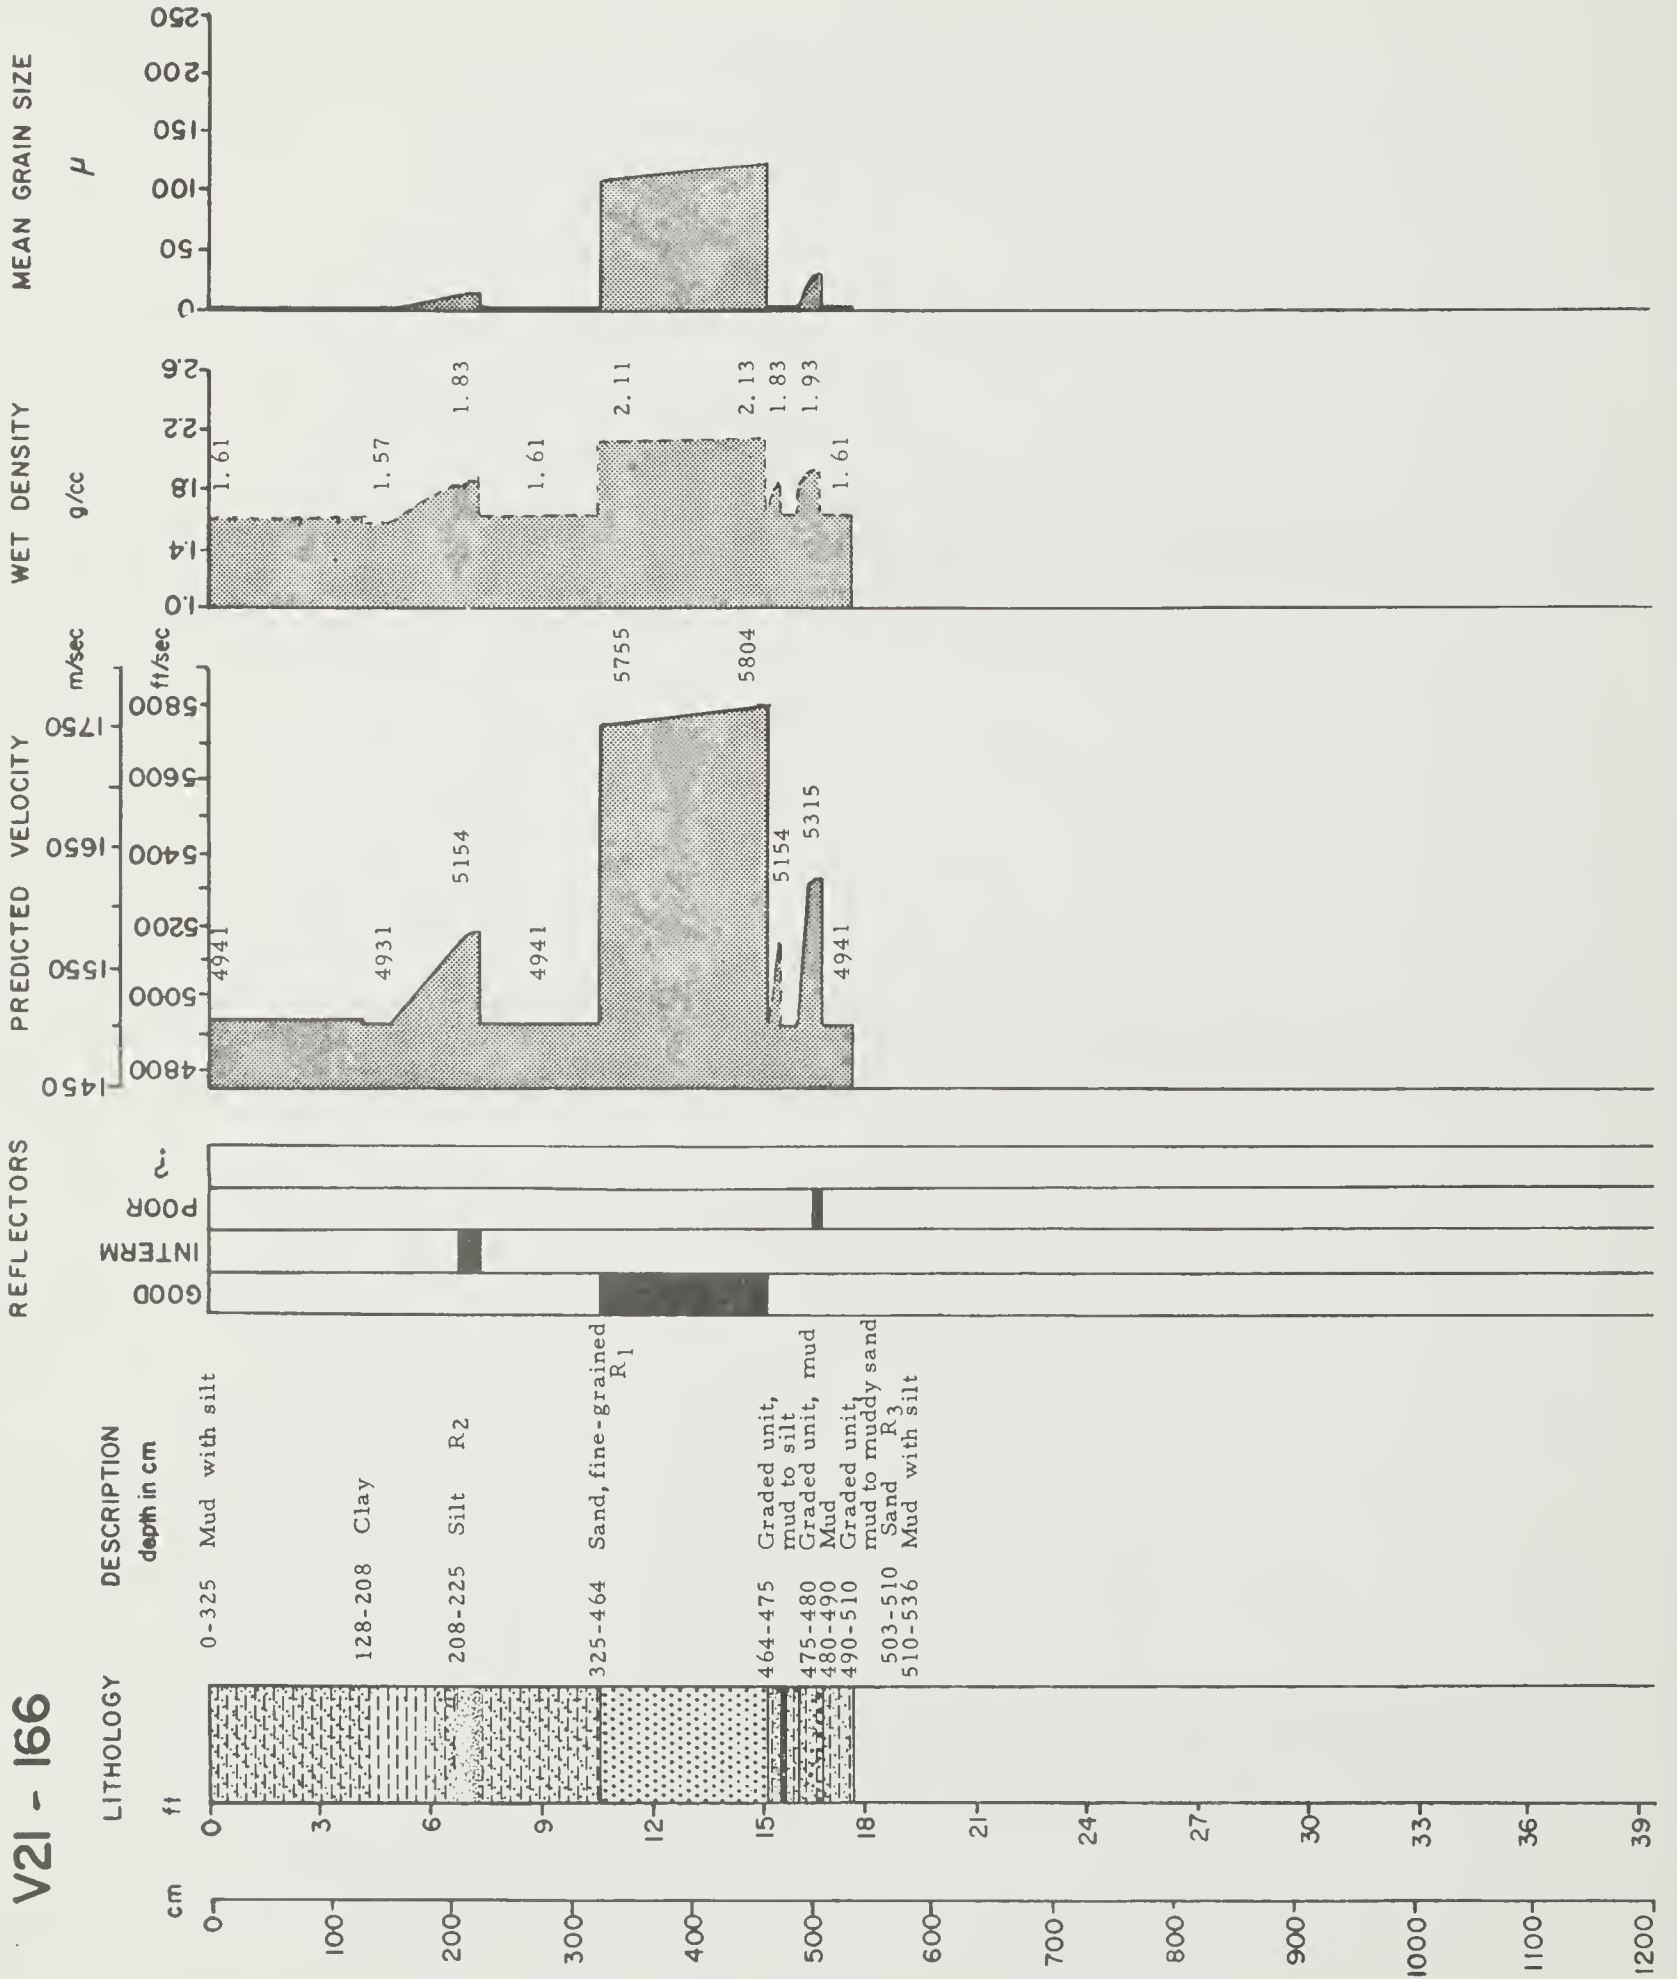 V21 - 166
cm
0
100
200
300
400
500
600
700
800
900
1000
1100
1200
ft
0
3
6
9
12
15
18
21
24
27
30
33
36
39
LITHOLOGY
DESCRIPTION
depth in cm
0-325 Mud with silt
128-208 Clay
208-225 Silt R2
325-464 Sand, fine-grained
R1
464-475 Graded unit,
mud to silt
475-480 Graded unit, mud
480-490 Mud
490-510 Graded unit,
mud to muddy sand
503-510 Sand R3
510-536 Mud with silt
REFLECTORS
GOOD
INTERM
POOR
?
PREDICTED VELOCITY
m/sec
1450
1550
1650
1750
ft/sec
4800
5000
5200
5400
5600
5800
4941
4931
5154
4941
5755
5804
5154
5315
4941
WET DENSITY
g/cc
1.0
1.4
1.8
2.2
2.6
1.61
1.57
1.83
1.61
2.11
2.13
1.83
1.93
1.61
MEAN GRAIN SIZE
μ
0
50
100
150
200
250